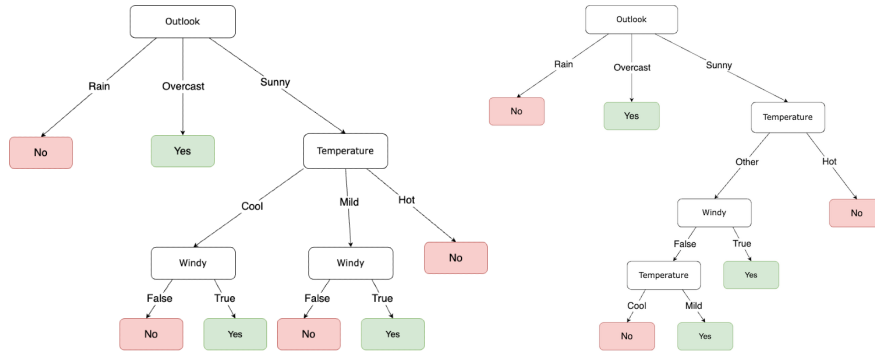 Outlook
Rain
Overcast
Sunny
No
Yes
Temperature
Cool
Mild
Hot
Windy
Windy
No
False
True
False
True
No
Yes
No
Yes
Outlook
Rain
Overcast
Sunny
No
Yes
Temperature
Other
Hot
Windy
No
False
True
Temperature
Yes
Cool
Mild
No
Yes